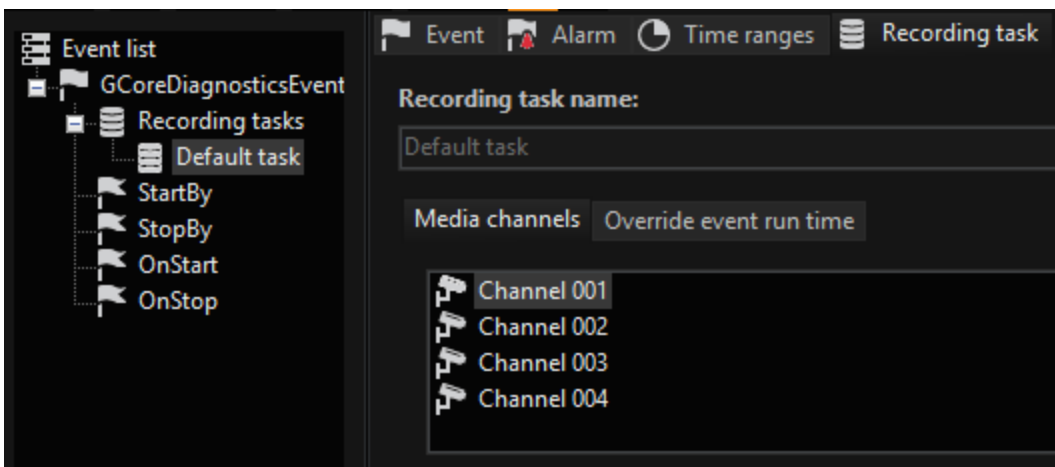 Event list
GCoreDiagnosticsEvent
Recording tasks
Default task
StartBy
StopBy
OnStart
OnStop
Event Alarm Time ranges Recording task
Recording task name:
Default task
Media channels Override event run time
Channel 001
Channel 002
Channel 003
Channel 004